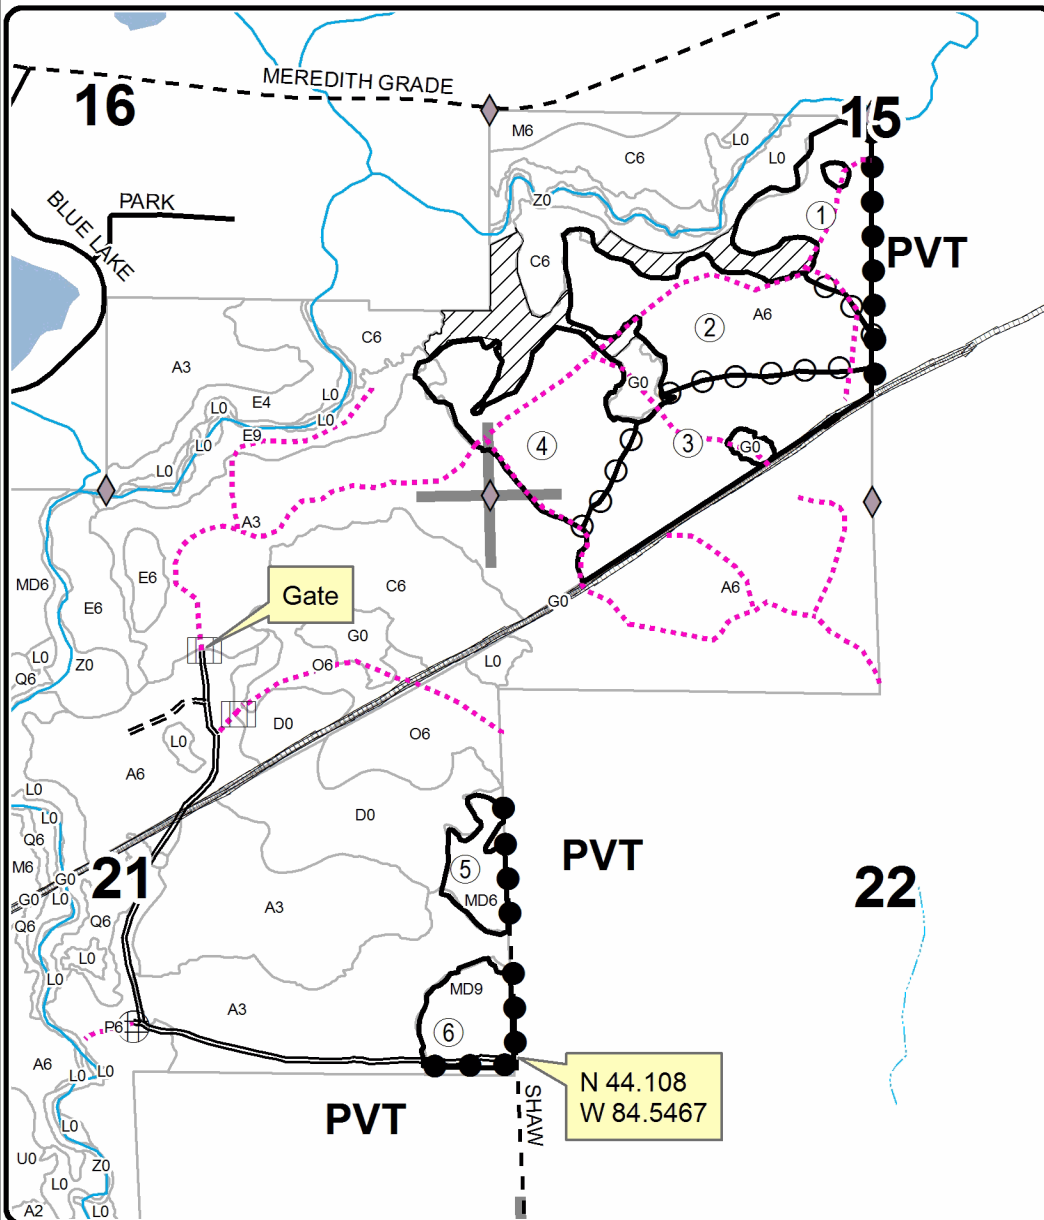 MEREDITH GRADE
16
15
M6
L0
C6
L0
PARK
Z0
1
BLUE LAKE
PVT
C6
2
A6
C6
A3
G0
L0
E4
L0
L0
E9
4
3
G0
L0
L0
A3
MD6
E6
C6
A6
Gate
E6
G0
G0
L0
Z0
O6
L0
Q6
D0
L0
O6
A6
L0
D0
L0
Q6
PVT
M6
5
21
G0
22
G0
L0
MD6
A3
Q6
Q6
L0
L0
MD9
A3
P6
6
A6
L0
L0
N 44.108
W 84.5467
PVT
SHAW
L0
U0
Z0
L0
A2
L0